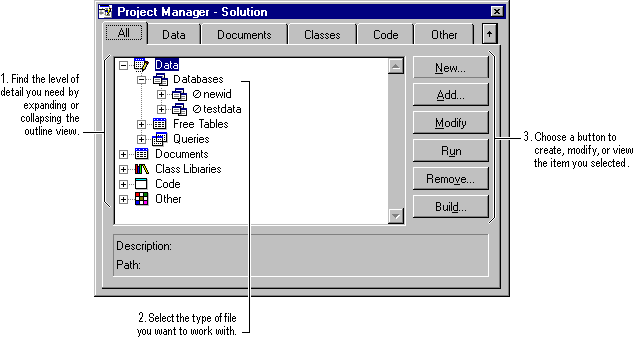 Project Manager - Solution
All Data Documents Classes Code Other
1. Find the level of
detail you need by
expanding or
collapsing the
outline view.
Data
Databases
newid
testdata
Free Tables
Queries
Documents
Class Libraries
Code
Other
New...
Add...
Modify
Run
Remove...
Build...
3. Choose a button to
create, modify, or view
the item you selected.
Description:
Path:
2. Select the type of file
you want to work with.